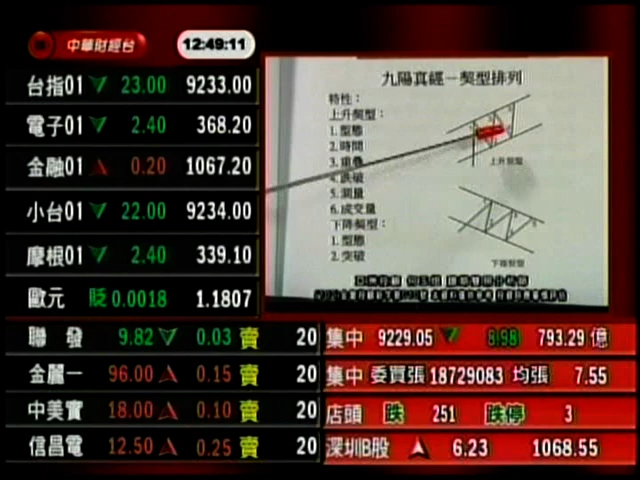 中華財經台
12:49:11
台指01 23.00 9233.00
電子01 2.40 368.20
金融01 0.20 1067.20
小台01 22.00 9234.00
摩根01 2.40 339.10
歐元 貶 0.0018 1.1807
九陽真經－契型排列
特性：
上升契型：
1.型態
2.時間
3.重疊
4.跌破
5.測量
6.成交量
下降契型：
1.型態
2.突破
上升契型
下降契型
聯發 9.82 0.03 賣 20
金麗一 96.00 0.15 賣 20
中美實 18.00 0.10 賣 20
信昌電 12.50 0.25 賣 20
集中 9229.05 8.98 793.29 億
集中 委買張 18729083 均張 7.55
店頭 跌 251 跌停 3
深圳B股 6.23 1068.55